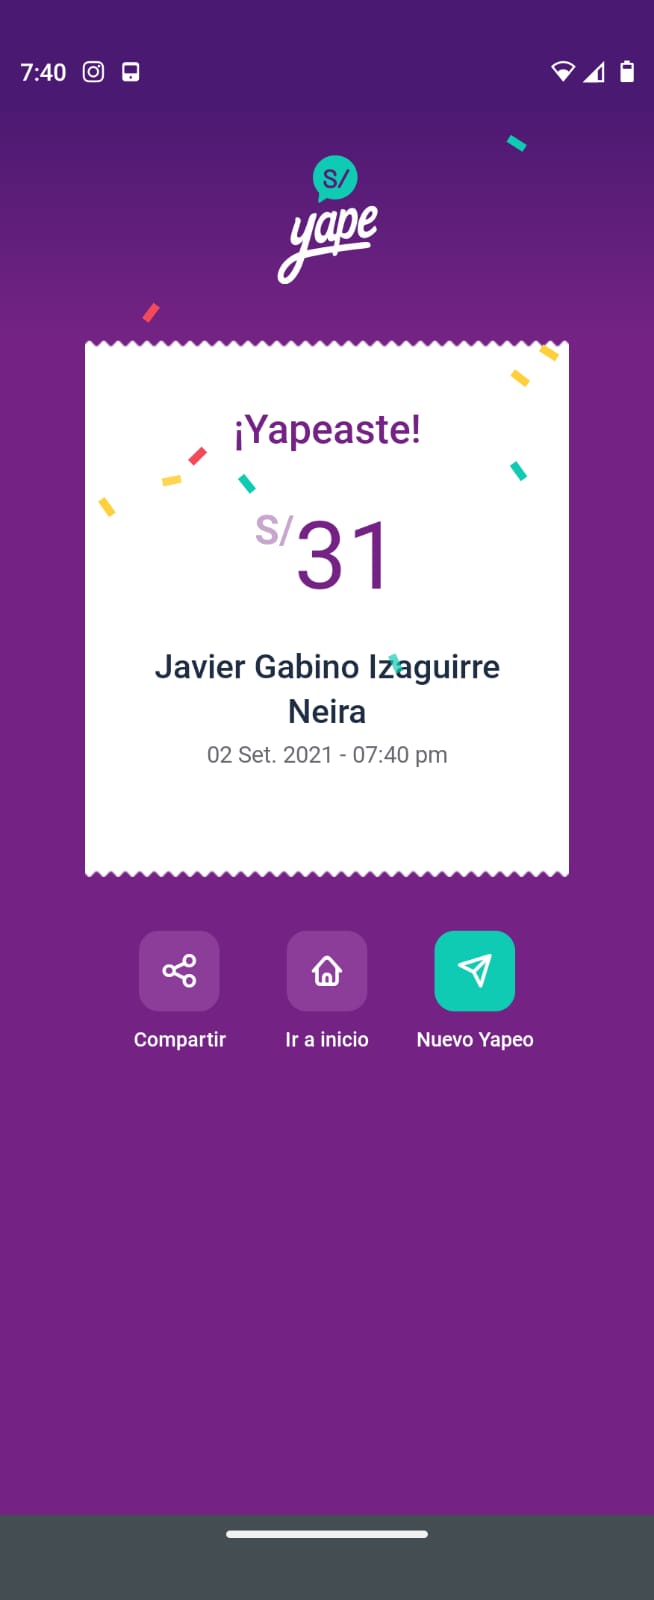 7:40
S/
yape
¡Yapeaste!
S/31
Javier Gabino Izaguirre
Neira
02 Set. 2021 - 07:40 pm
Compartir
Ir a inicio
Nuevo Yapeo